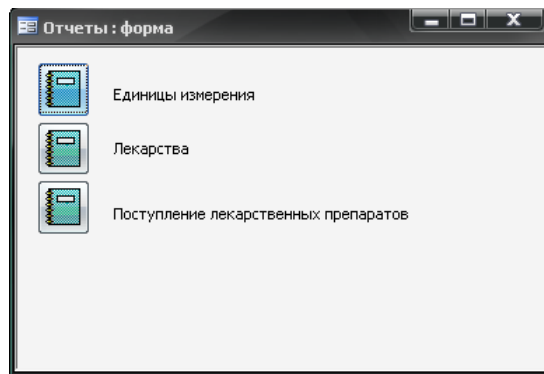 Отчеты : форма
Единицы измерения
Лекарства
Поступление лекарственных препаратов